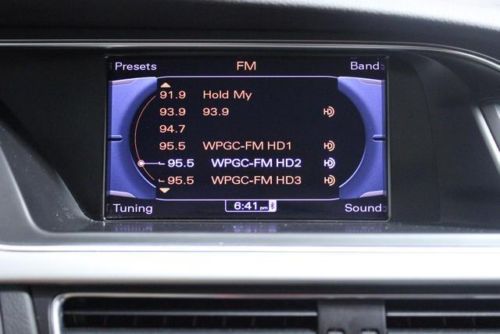 Presets FM Band
91.9 Hold My
93.9 93.9
94.7
95.5 WPGC-FM HD1
95.5 WPGC-FM HD2
95.5 WPGC-FM HD3
Tuning 6:41 pm Sound